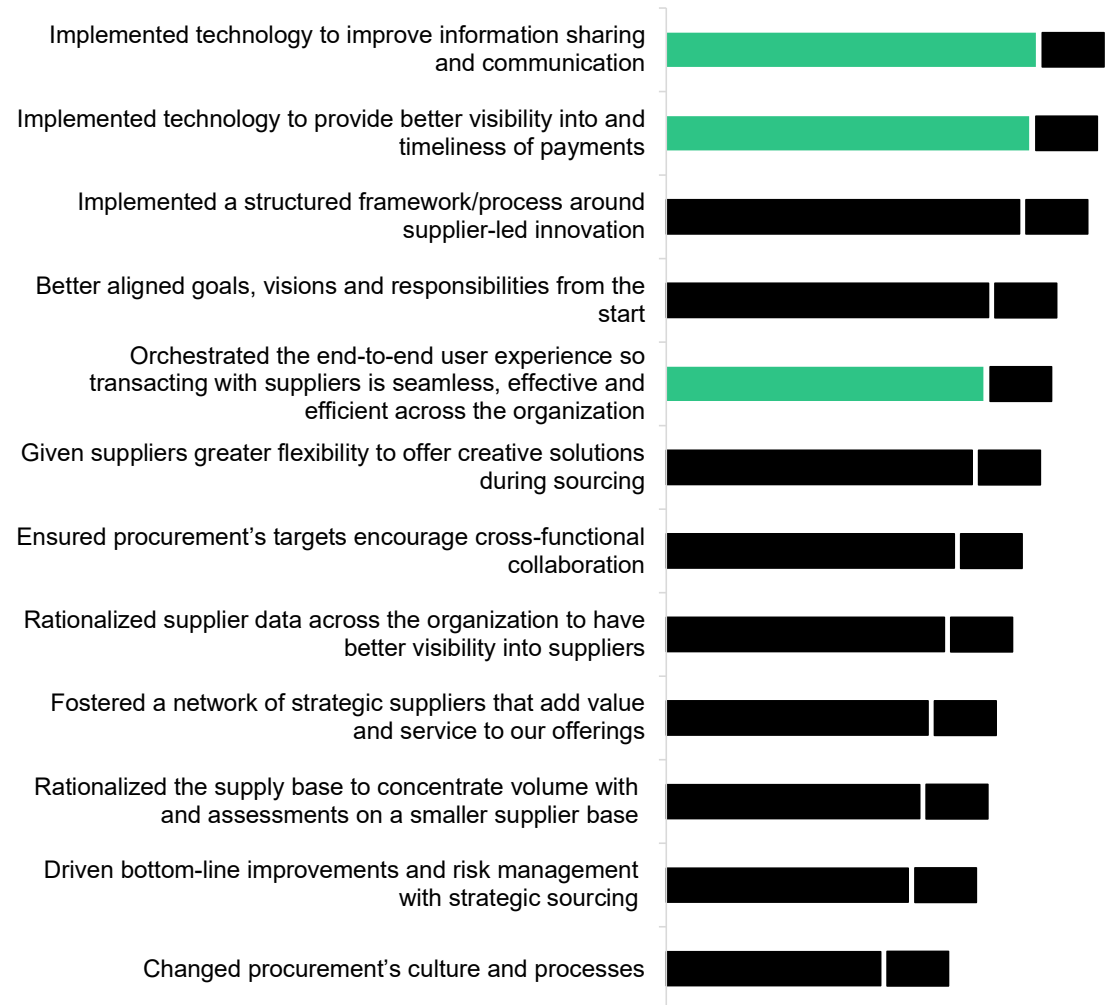 Implemented technology to improve information sharing
and communication
Implemented technology to provide better visibility into and
timeliness of payments
Implemented a structured framework/process around
supplier-led innovation
Better aligned goals, visions and responsibilities from the
start
Orchestrated the end-to-end user experience so
transacting with suppliers is seamless, effective and
efficient across the organization
Given suppliers greater flexibility to offer creative solutions
during sourcing
Ensured procurement’s targets encourage cross-functional
collaboration
Rationalized supplier data across the organization to have
better visibility into suppliers
Fostered a network of strategic suppliers that add value
and service to our offerings
Rationalized the supply base to concentrate volume with
and assessments on a smaller supplier base
Driven bottom-line improvements and risk management
with strategic sourcing
Changed procurement’s culture and processes